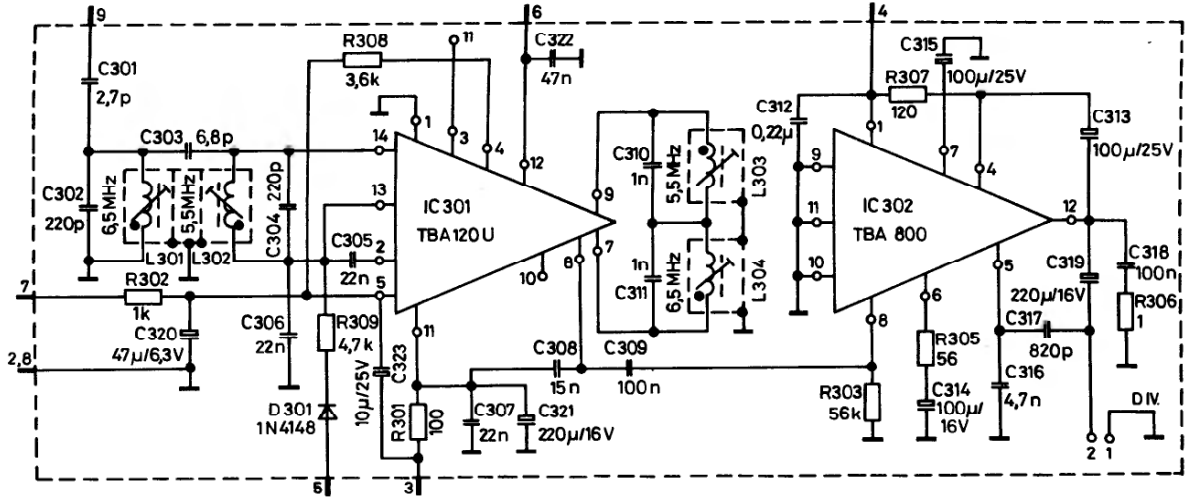 9
6
4
11
R308
3,6k
C322
47n
C315
100µ/25V
C301
2,7p
R307
120
C312
0,22µ
C313
100µ/25V
C303 6,8p
14
1
3
4
12
C302
220p
6,5MHz
5,5MHz
220p
C304
13
L301 L302
C305
22n
2
IC301
TBA120U
9
7
C310
1n
5,5MHz
L303
1n
C311
6,5MHz
L304
1
7
4
9
11
10
IC302
TBA 800
12
C318
100n
7
R302
1k
5
10
8
11
5
6
8
C319
220µ/16V
R306
1
C320
47µ/6,3V
C306
22n
R309
4,7k
C323
10µ/25V
C308
15n
C309
100n
R305
56
C317
820p
2,8
D301
1N4148
R301
100
C307
22n
C321
220µ/16V
R303
56k
C314
100µ/
16V
C316
4,7n
DIV.
2 1
6
3